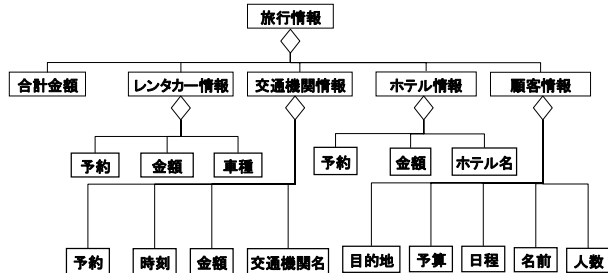 旅行情報
合計金額 レンタカー情報 交通機関情報 ホテル情報 顧客情報
予約 金額 車種 予約 金額 ホテル名
予約 時刻 金額 交通機関名 目的地 予算 日程 名前 人数